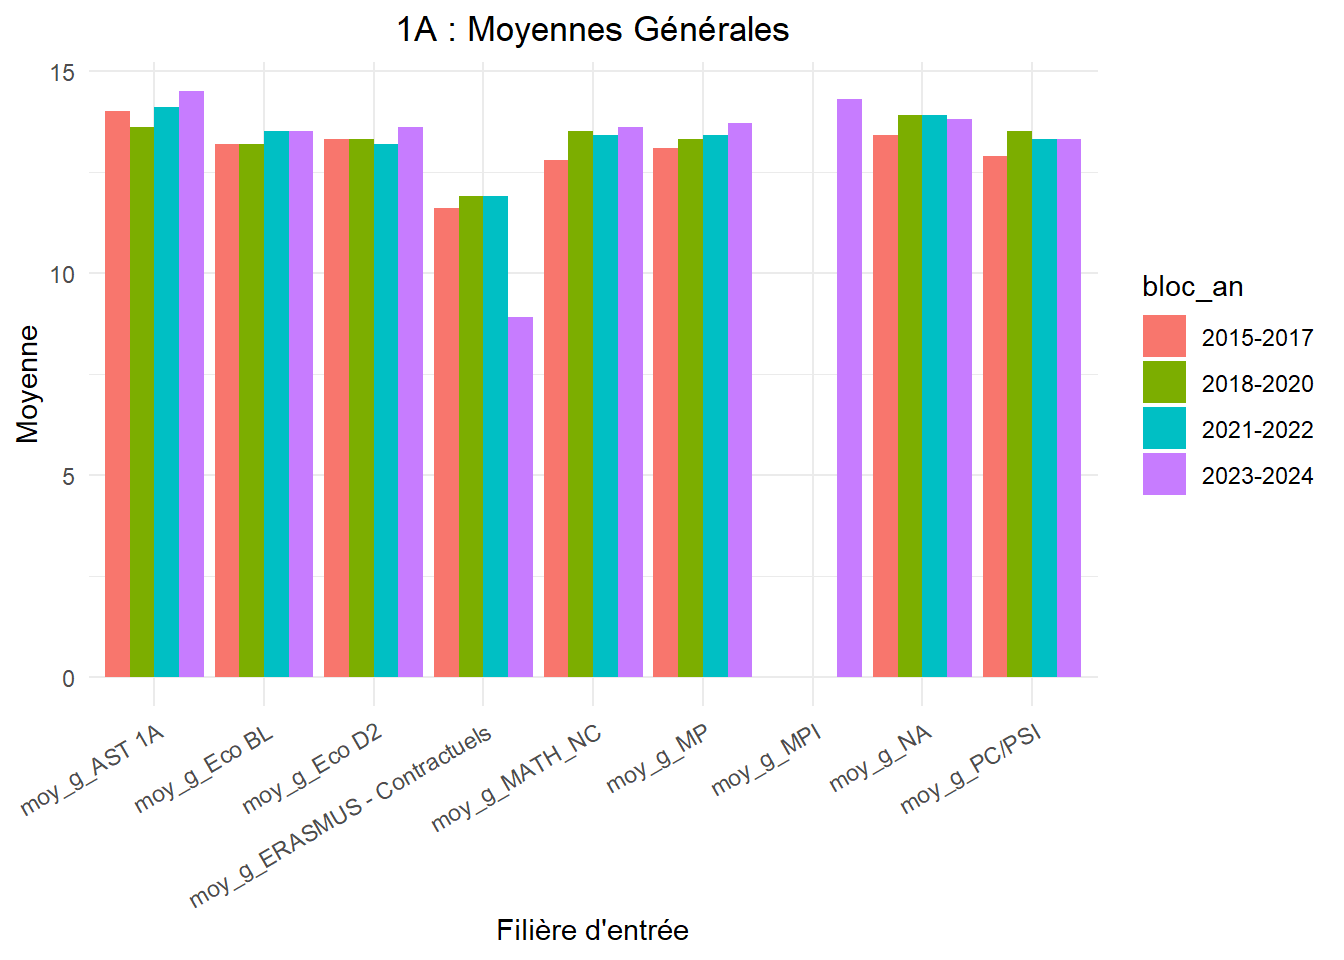 1A : Moyennes Générales
Moyenne
15
10
5
0
moy_g_AST 1A
moy_g_Eco BL
moy_g_Eco D2
moy_g_ERASMUS - Contractuels
moy_g_MATH_NC
moy_g_MP
moy_g_MPI
moy_g_NA
moy_g_PC/PSI
Filière d'entrée
bloc_an
2015-2017
2018-2020
2021-2022
2023-2024